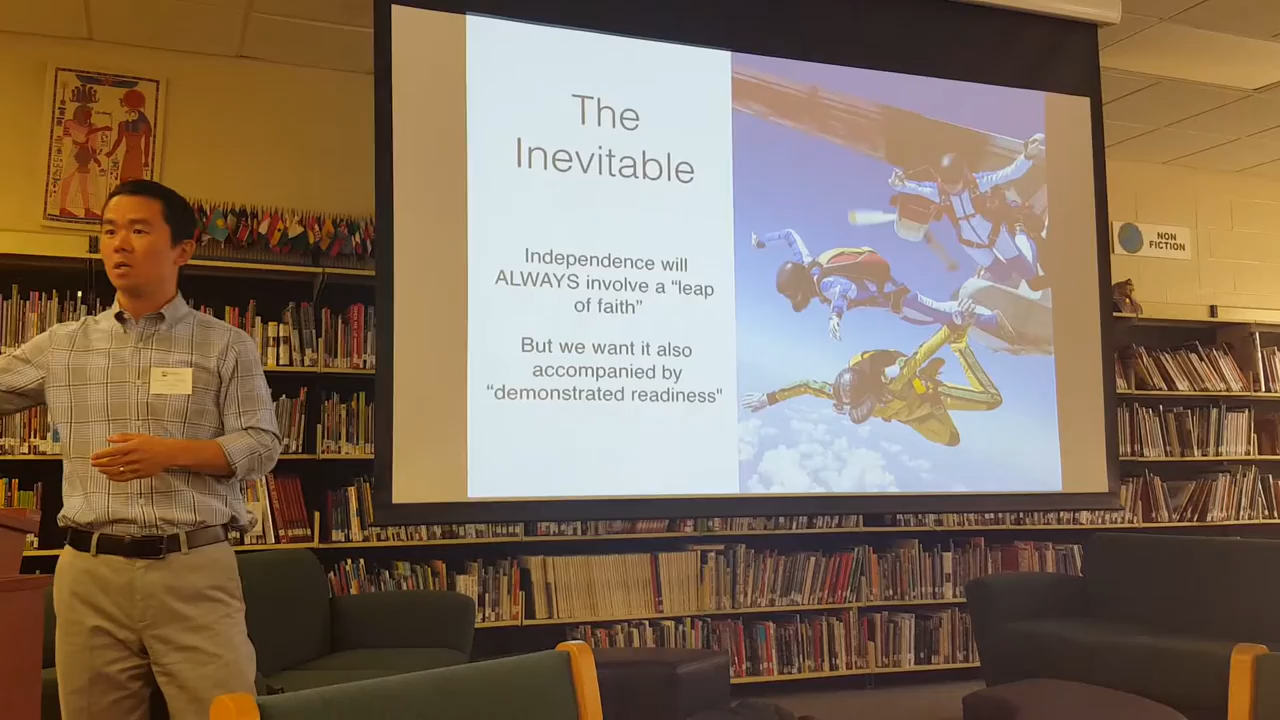 The
Inevitable
Independence will
ALWAYS involve a “leap
of faith”
But we want it also
accompanied by
“demonstrated readiness”
NON
FICTION